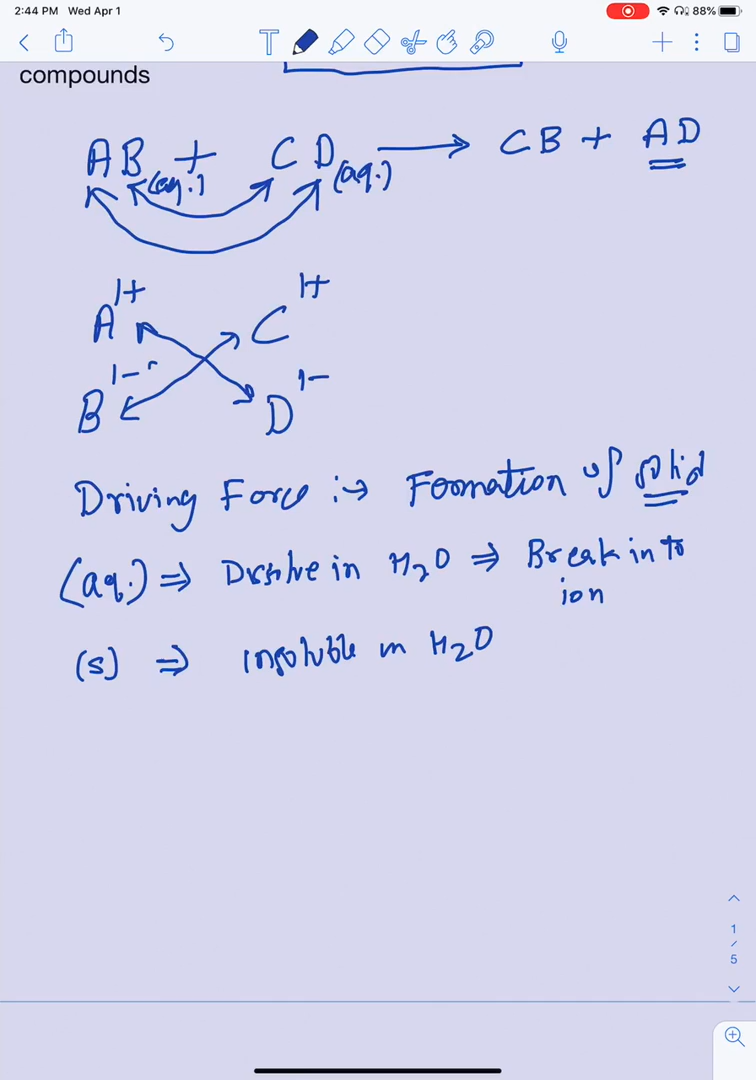 2:44 PM Wed Apr 1 88%
compounds
AB(aq.) + CD(aq.) → CB + AD
A¹⁺ C¹⁺
B¹⁻ D¹⁻
Driving Force :→ Formation of solid
(aq.) ⇒ Dissolve in H₂O ⇒ Break into
ion
(s) ⇒ insoluble in H₂O
1
/
5